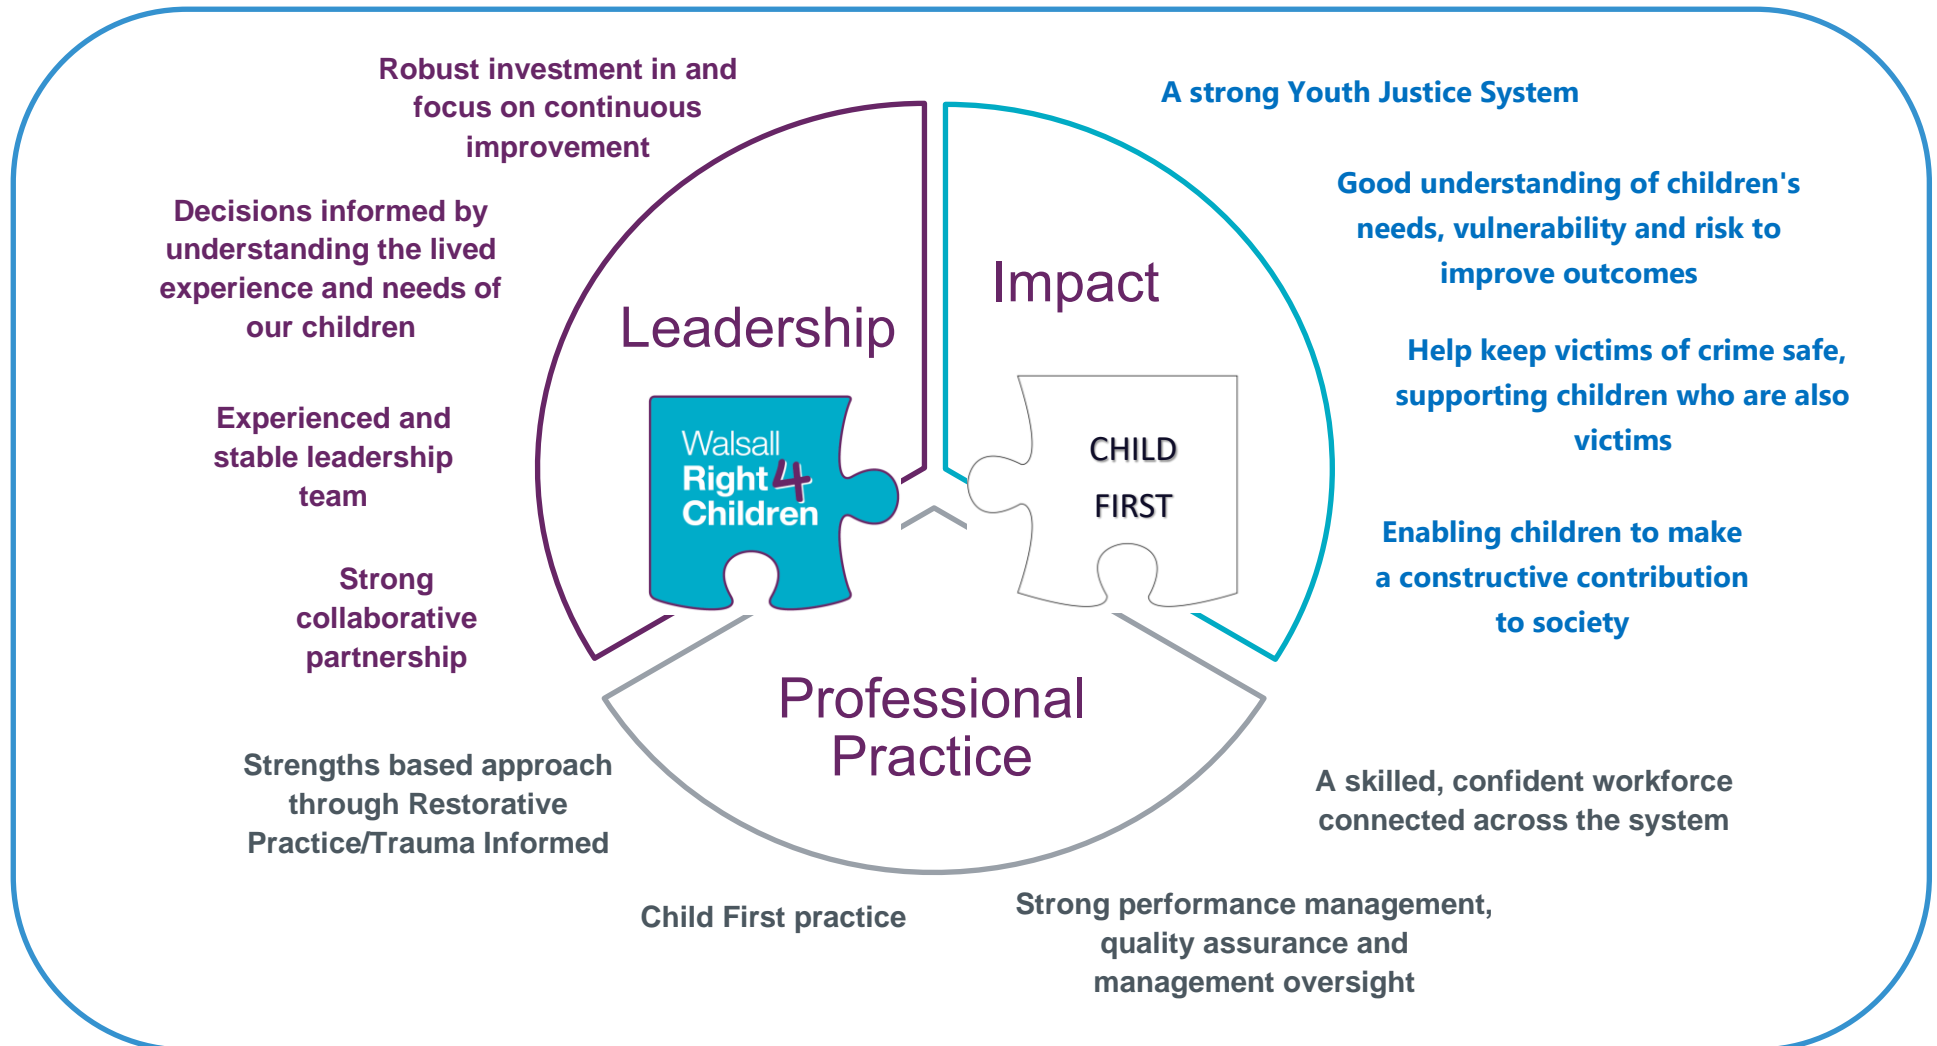 Robust investment in and
focus on continuous
improvement
Decisions informed by
understanding the lived
experience and needs of
our children
Experienced and
stable leadership
team
Strong
collaborative
partnership
Leadership
Walsall
Right 4
Children
Impact
CHILD
FIRST
A strong Youth Justice System
Good understanding of children's
needs, vulnerability and risk to
improve outcomes
Help keep victims of crime safe,
supporting children who are also
victims
Enabling children to make
a constructive contribution
to society
Professional
Practice
Strengths based approach
through Restorative
Practice/Trauma Informed
Child First practice
Strong performance management,
quality assurance and
management oversight
A skilled, confident workforce
connected across the system